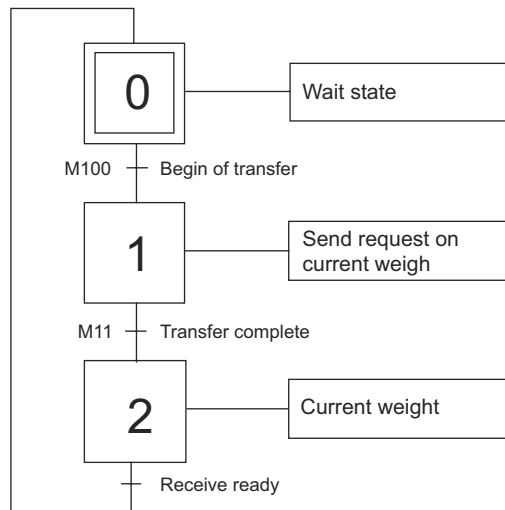 0
Wait state
M100 Begin of transfer
1
Send request on
current weigh
M11 Transfer complete
2
Current weight
Receive ready